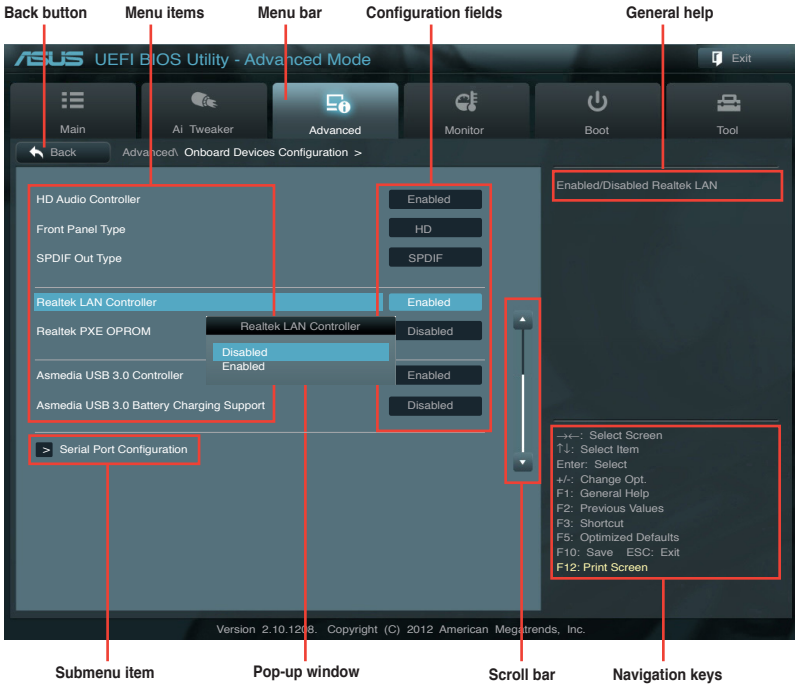 Back button Menu items Menu bar Configuration fields General help
ASUS UEFI BIOS Utility - Advanced Mode Exit
Main Ai Tweaker Advanced Monitor Boot Tool
Back Advanced\ Onboard Devices Configuration >
Enabled/Disabled Realtek LAN
HD Audio Controller Enabled
Front Panel Type HD
SPDIF Out Type SPDIF
Realtek LAN Controller Enabled
Realtek PXE OPROM Disabled
Realtek LAN Controller
Disabled
Enabled
Asmedia USB 3.0 Controller Enabled
Asmedia USB 3.0 Battery Charging Support Disabled
> Serial Port Configuration
→←: Select Screen
↑↓: Select Item
Enter: Select
+/-: Change Opt.
F1: General Help
F2: Previous Values
F3: Shortcut
F5: Optimized Defaults
F10: Save ESC: Exit
F12: Print Screen
Version 2.10.1208. Copyright (C) 2012 American Megatrends, Inc.
Submenu item Pop-up window Scroll bar Navigation keys